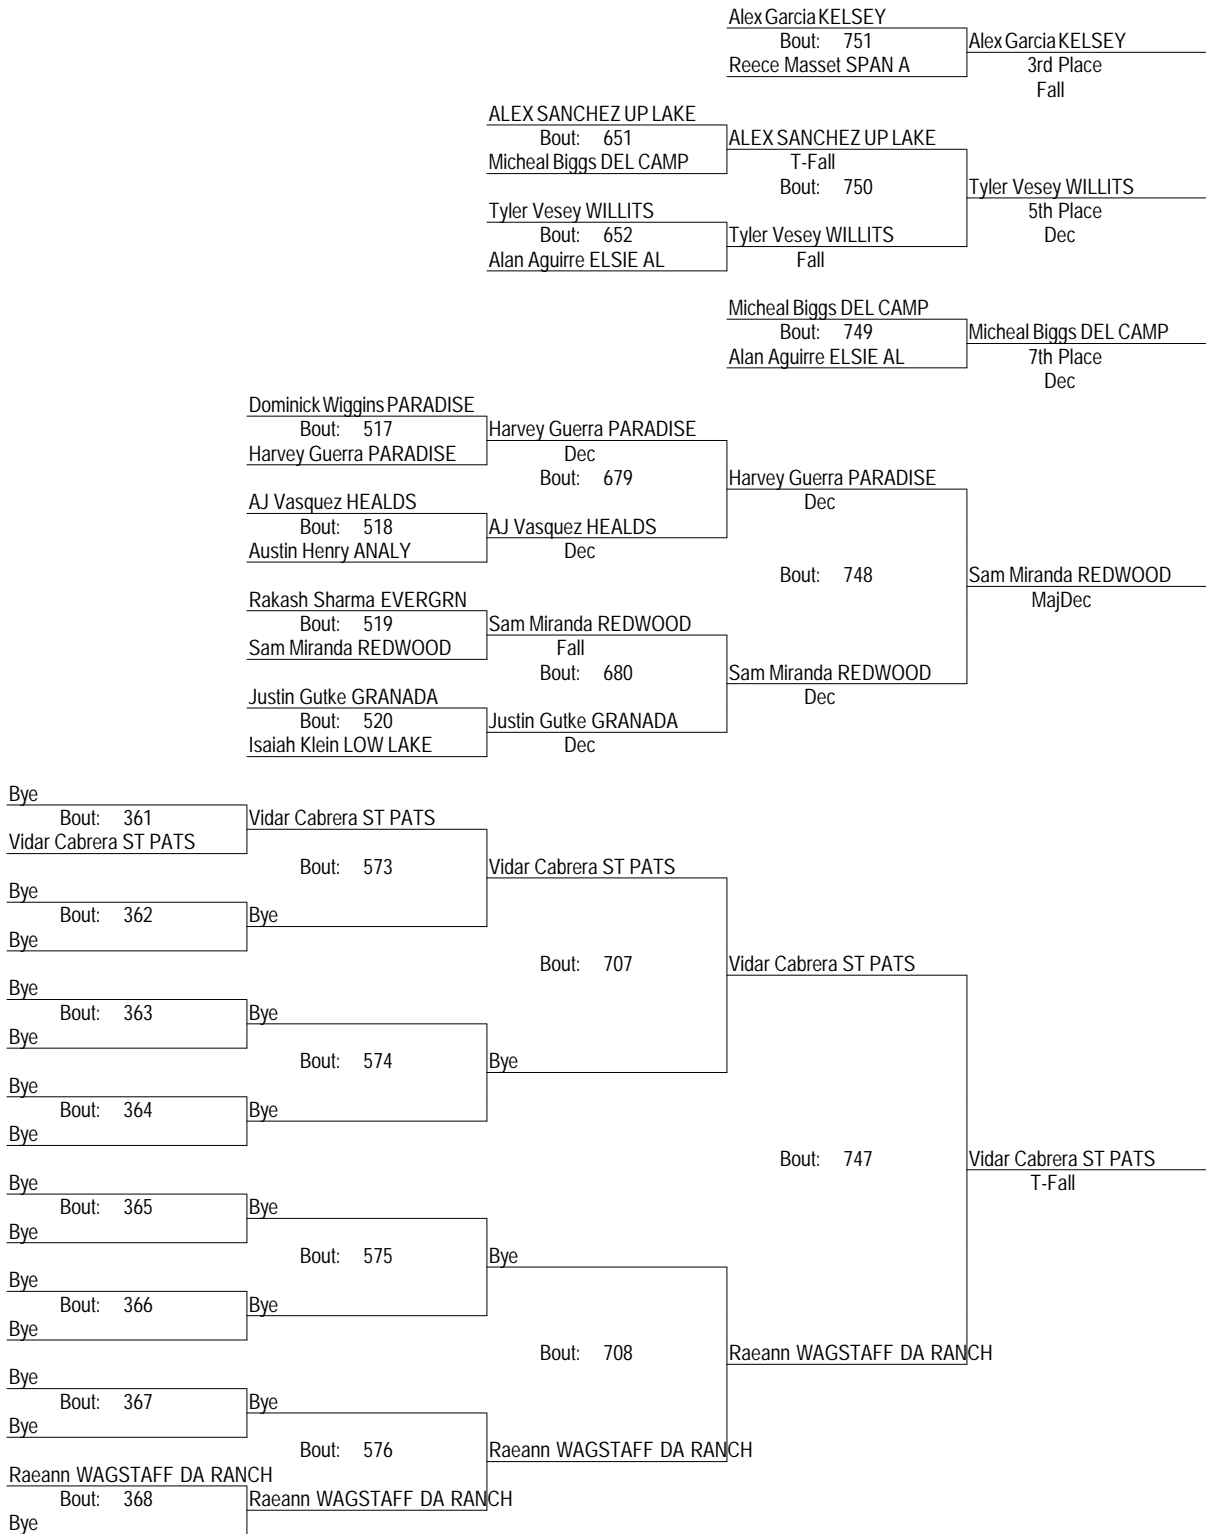 Alex Garcia KELSEY
Bout: 751
Alex Garcia KELSEY
Reece Masset SPAN A
3rd Place
Fall
ALEX SANCHEZ UP LAKE
Bout: 651
ALEX SANCHEZ UP LAKE
Micheal Biggs DEL CAMP
T-Fall
Bout: 750
Tyler Vesey WILLITS
Tyler Vesey WILLITS
5th Place
Bout: 652
Tyler Vesey WILLITS
Dec
Alan Aguirre ELSIE AL
Fall
Micheal Biggs DEL CAMP
Bout: 749
Micheal Biggs DEL CAMP
Alan Aguirre ELSIE AL
7th Place
Dec
Dominick Wiggins PARADISE
Bout: 517
Harvey Guerra PARADISE
Harvey Guerra PARADISE
Dec
Bout: 679
Harvey Guerra PARADISE
AJ Vasquez HEALDS
Dec
Bout: 518
AJ Vasquez HEALDS
Austin Henry ANALY
Dec
Bout: 748
Sam Miranda REDWOOD
Rakash Sharma EVERGRN
MajDec
Bout: 519
Sam Miranda REDWOOD
Sam Miranda REDWOOD
Fall
Bout: 680
Sam Miranda REDWOOD
Justin Gutke GRANADA
Dec
Bout: 520
Justin Gutke GRANADA
Isaiah Klein LOW LAKE
Dec
Bye
Bout: 361
Vidar Cabrera ST PATS
Vidar Cabrera ST PATS
Bout: 573
Vidar Cabrera ST PATS
Bye
Bout: 362
Bye
Bye
Bout: 707
Vidar Cabrera ST PATS
Bye
Bout: 363
Bye
Bye
Bout: 574
Bye
Bye
Bout: 364
Bye
Bye
Bout: 747
Vidar Cabrera ST PATS
T-Fall
Bye
Bout: 365
Bye
Bye
Bout: 575
Bye
Bye
Bout: 366
Bye
Bye
Bout: 708
Raeann WAGSTAFF DA RANCH
Bye
Bout: 367
Bye
Bye
Bout: 576
Raeann WAGSTAFF DA RANCH
Raeann WAGSTAFF DA RANCH
Bout: 368
Raeann WAGSTAFF DA RANCH
Bye